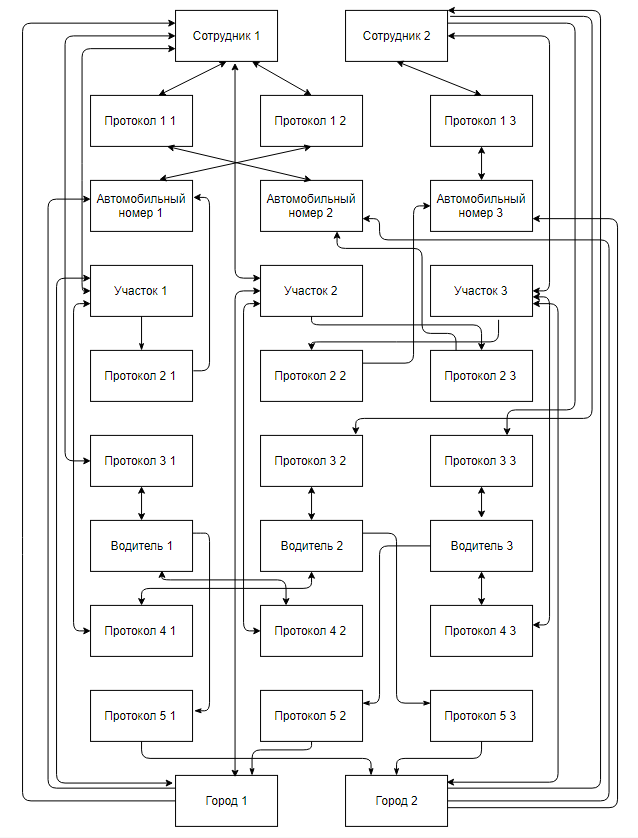 Сотрудник 1
Сотрудник 2
Протокол 1 1
Протокол 1 2
Протокол 1 3
Автомобильный
номер 1
Автомобильный
номер 2
Автомобильный
номер 3
Участок 1
Участок 2
Участок 3
Протокол 2 1
Протокол 2 2
Протокол 2 3
Протокол 3 1
Протокол 3 2
Протокол 3 3
Водитель 1
Водитель 2
Водитель 3
Протокол 4 1
Протокол 4 2
Протокол 4 3
Протокол 5 1
Протокол 5 2
Протокол 5 3
Город 1
Город 2